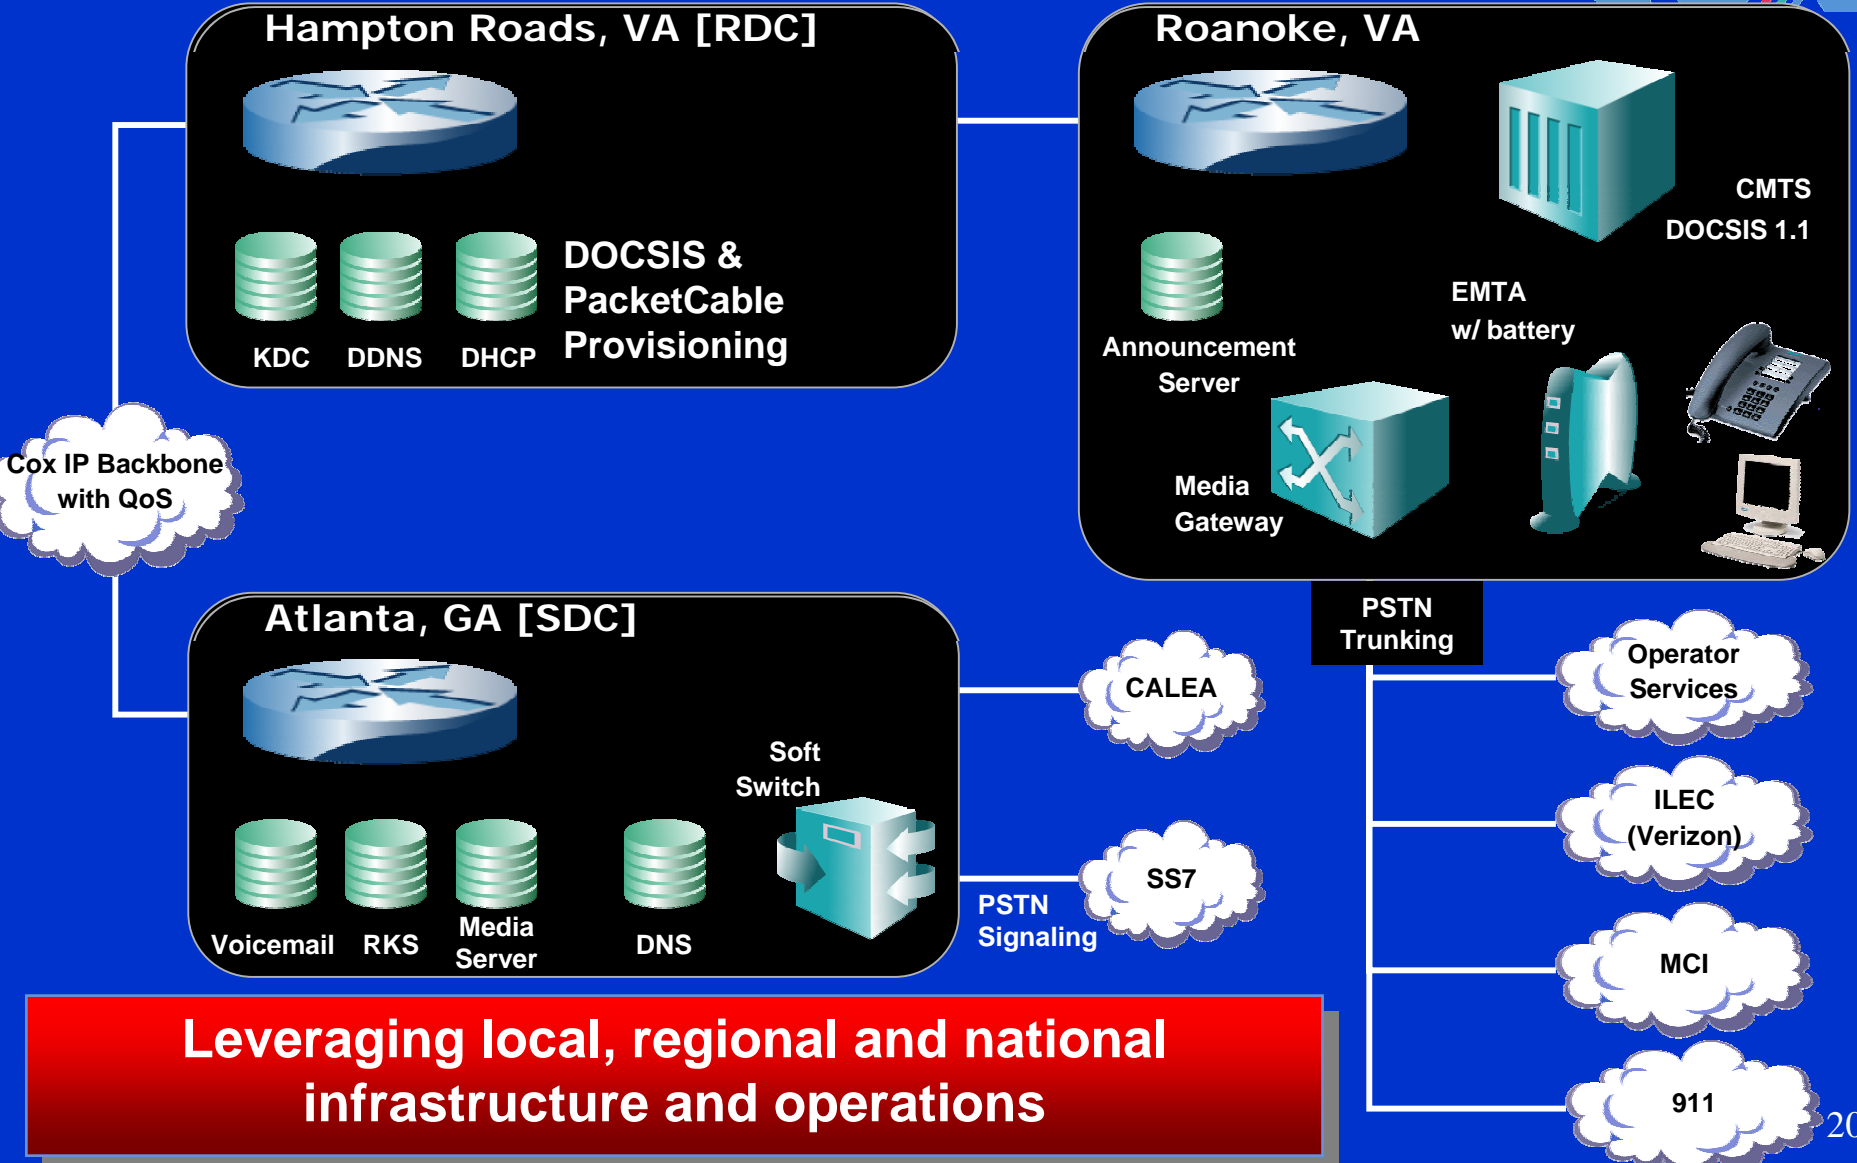 Hampton Roads, VA [RDC]
KDC
DDNS
DHCP
DOCSIS &
PacketCable
Provisioning
Roanoke, VA
CMTS
DOCSIS 1.1
Announcement
Server
EMTA
w/ battery
Media
Gateway
Cox IP Backbone
with QoS
Atlanta, GA [SDC]
Soft
Switch
Voicemail
RKS
Media
Server
DNS
CALEA
SS7
PSTN
Signaling
PSTN
Trunking
Operator
Services
ILEC
(Verizon)
MCI
911
Leveraging local, regional and national
infrastructure and operations
20